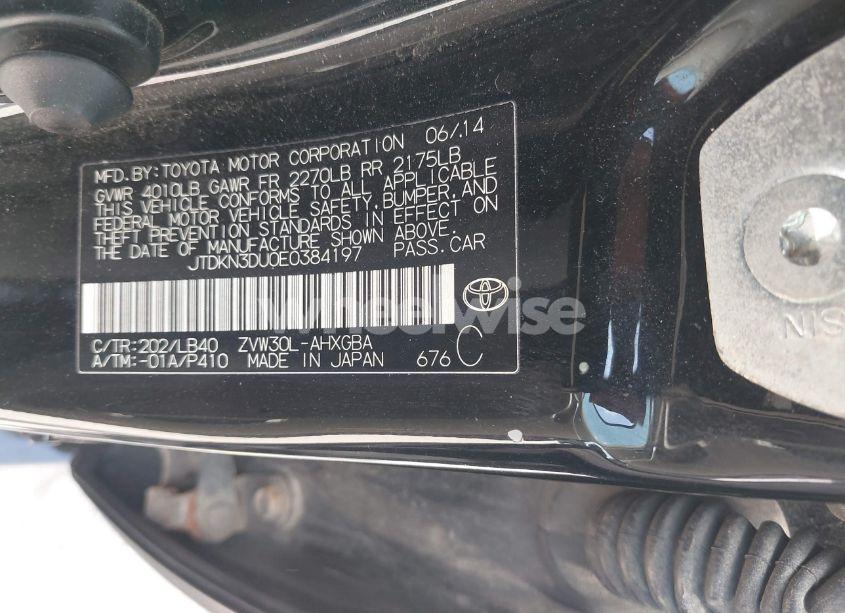 06/14
MFD. BY: TOYOTA MOTOR CORPORATION
GVWR 4010LB GAWR FR 2270LB RR 2175LB
THIS VEHICLE CONFORMS TO ALL APPLICABLE
FEDERAL MOTOR VEHICLE SAFETY, BUMPER, AND
THEFT PREVENTION STANDARDS IN EFFECT ON
THE DATE OF MANUFACTURE SHOWN ABOVE.
JTDKN3DU0E0384197 PASS. CAR
wheelwise
C/TR: 202/LB40 ZVW30L-AHXGBA
A/TM: -01A/P410 MADE IN JAPAN 676 C